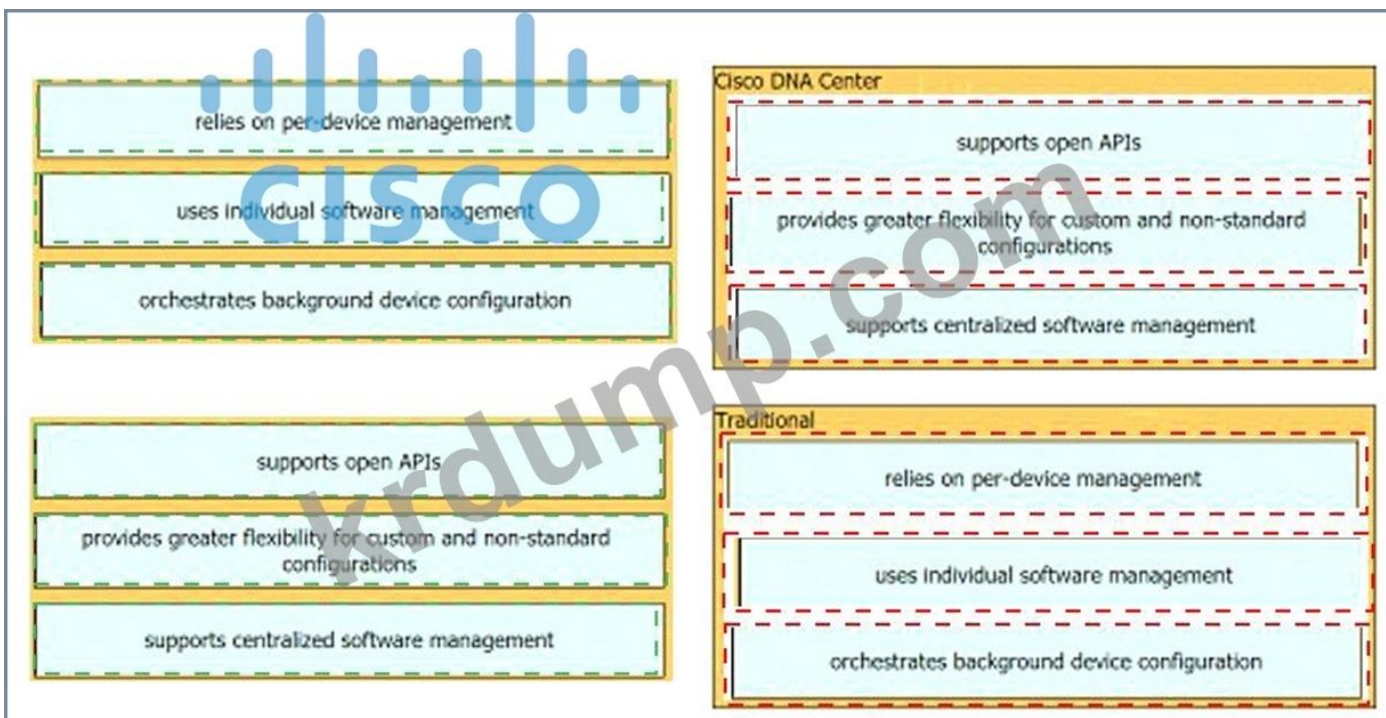 CISCO
relies on per-device management
uses individual software management
orchestrates background device configuration
supports open APIs
provides greater flexibility for custom and non-standard
configurations
supports centralized software management
Cisco DNA Center
supports open APIs
provides greater flexibility for custom and non-standard
configurations
supports centralized software management
Traditional
relies on per-device management
uses individual software management
orchestrates background device configuration
krdump.com